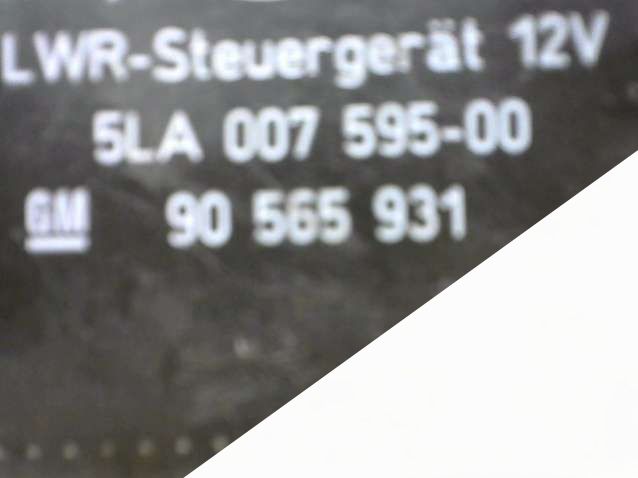 LWR-Steuergerät 12V
5LA 007 595-00
GM 90 565 931